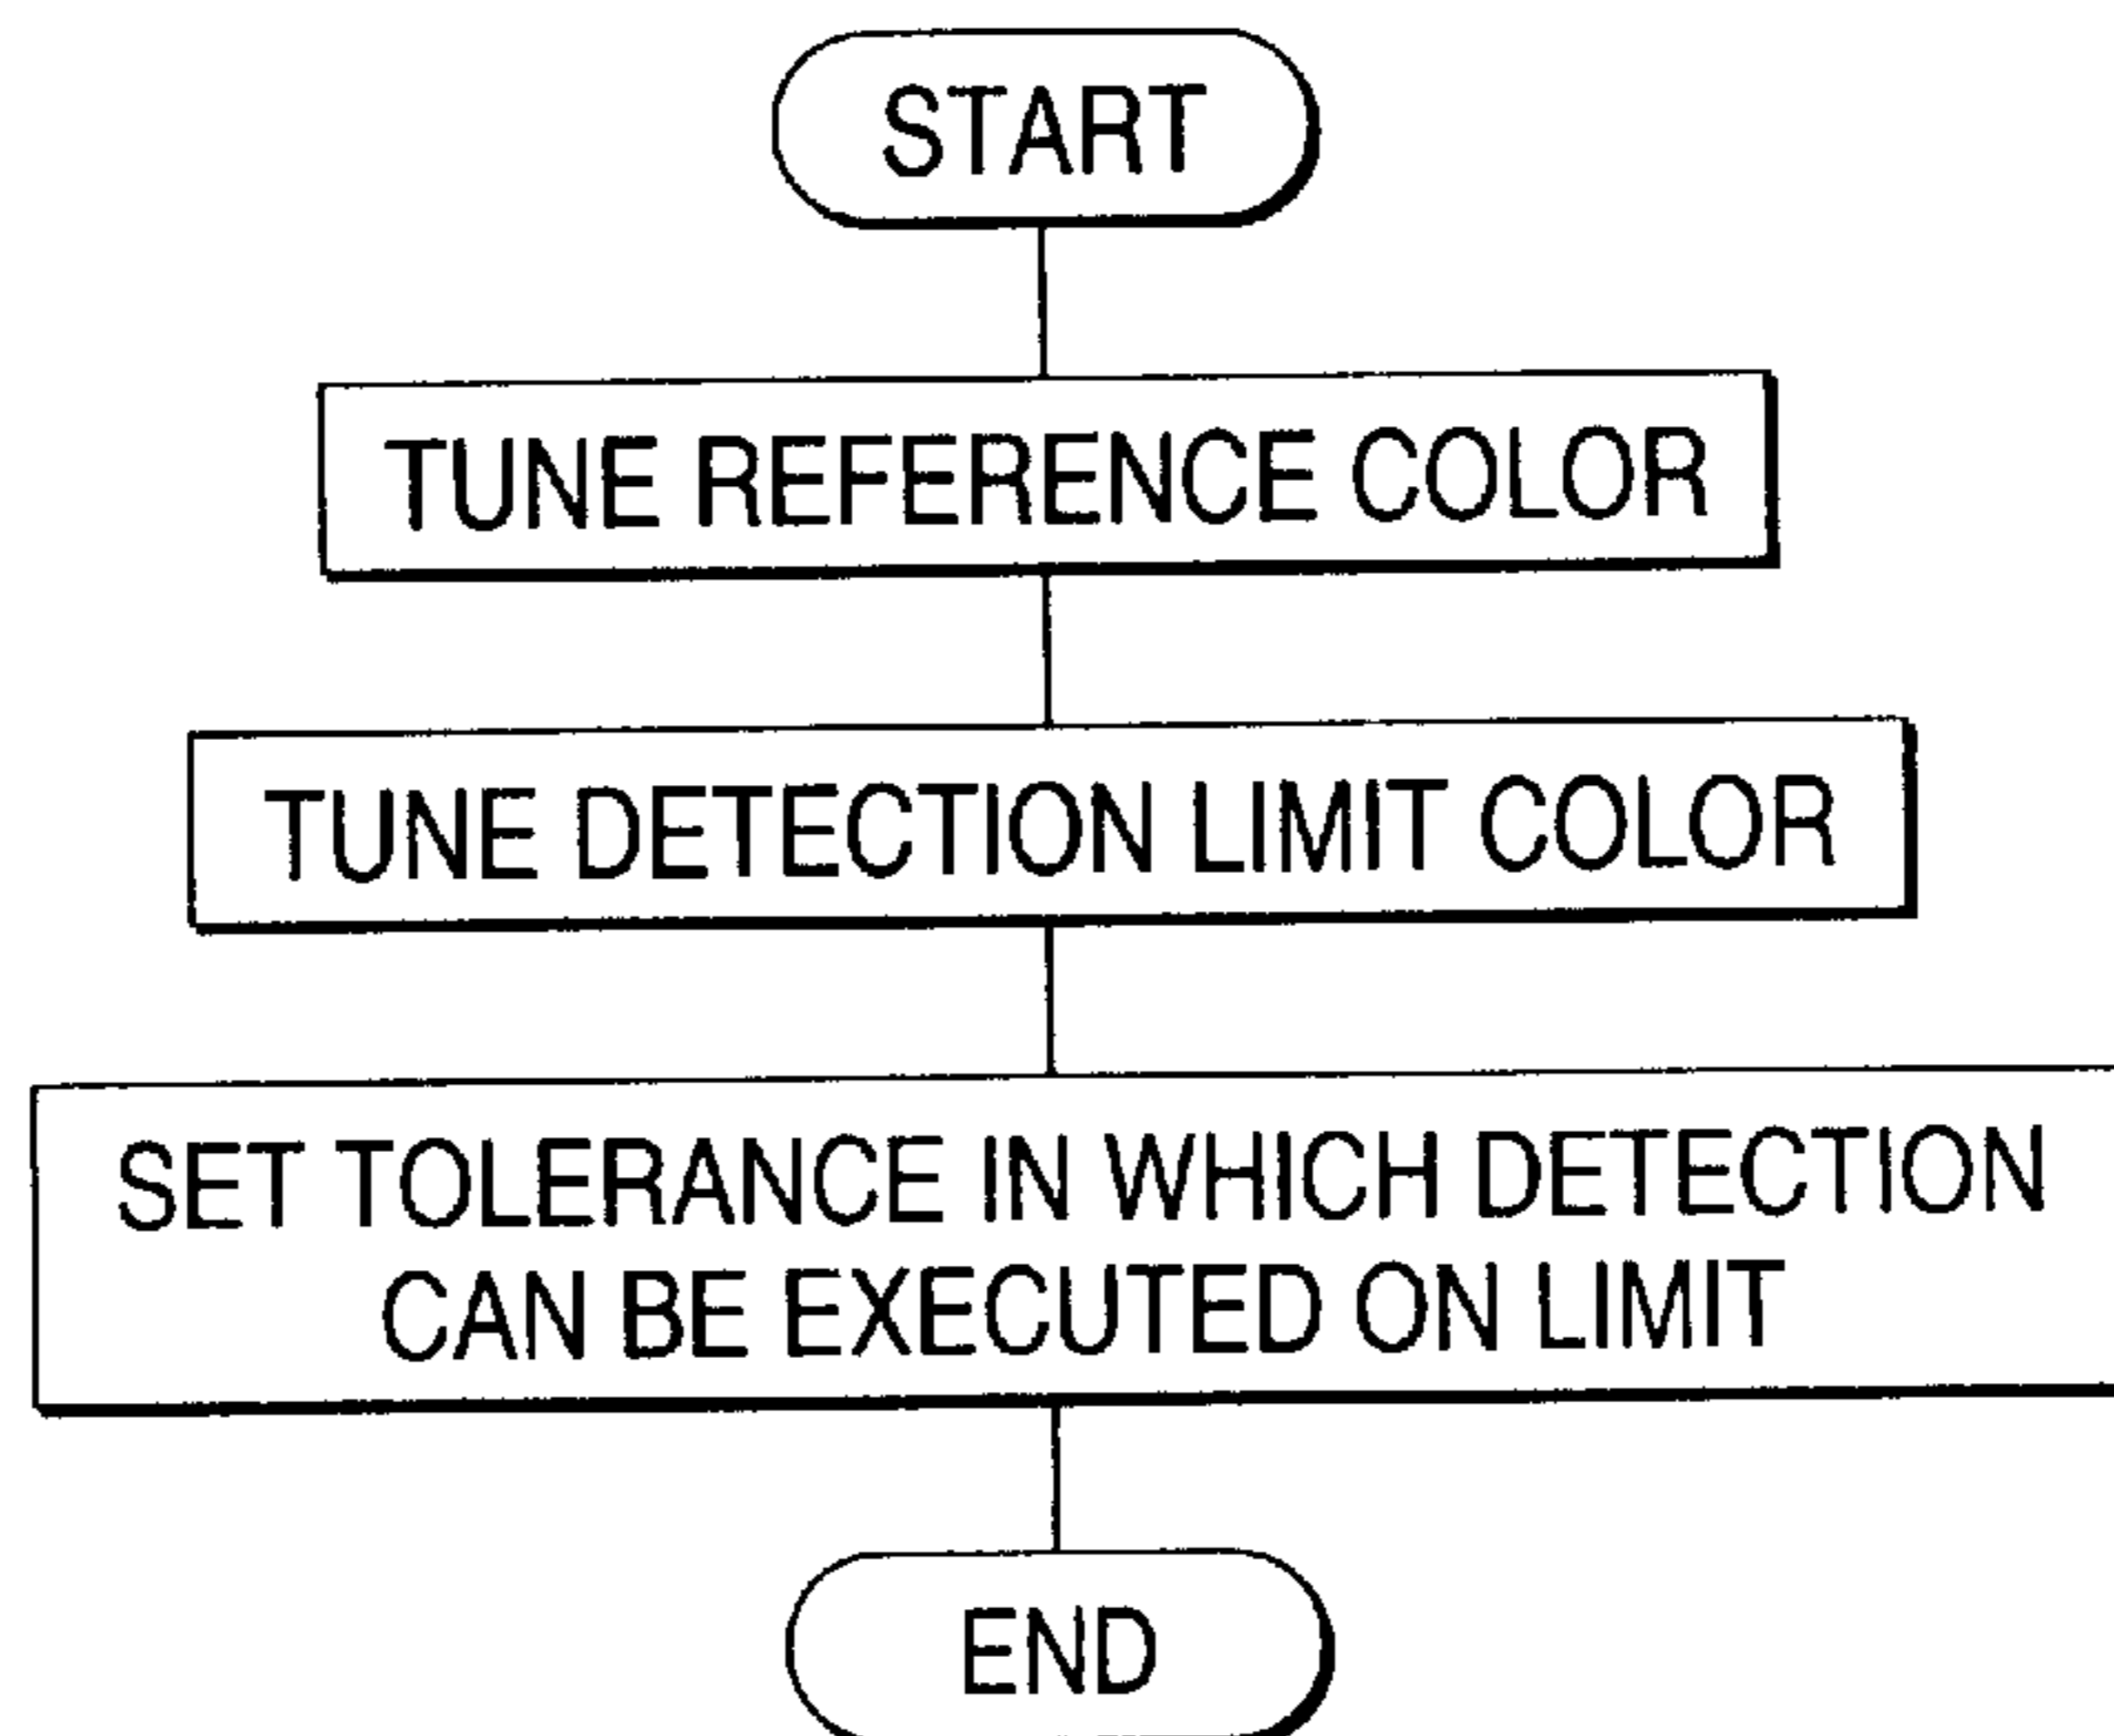 START
TUNE REFERENCE COLOR
TUNE DETECTION LIMIT COLOR
SET TOLERANCE IN WHICH DETECTION
CAN BE EXECUTED ON LIMIT
END